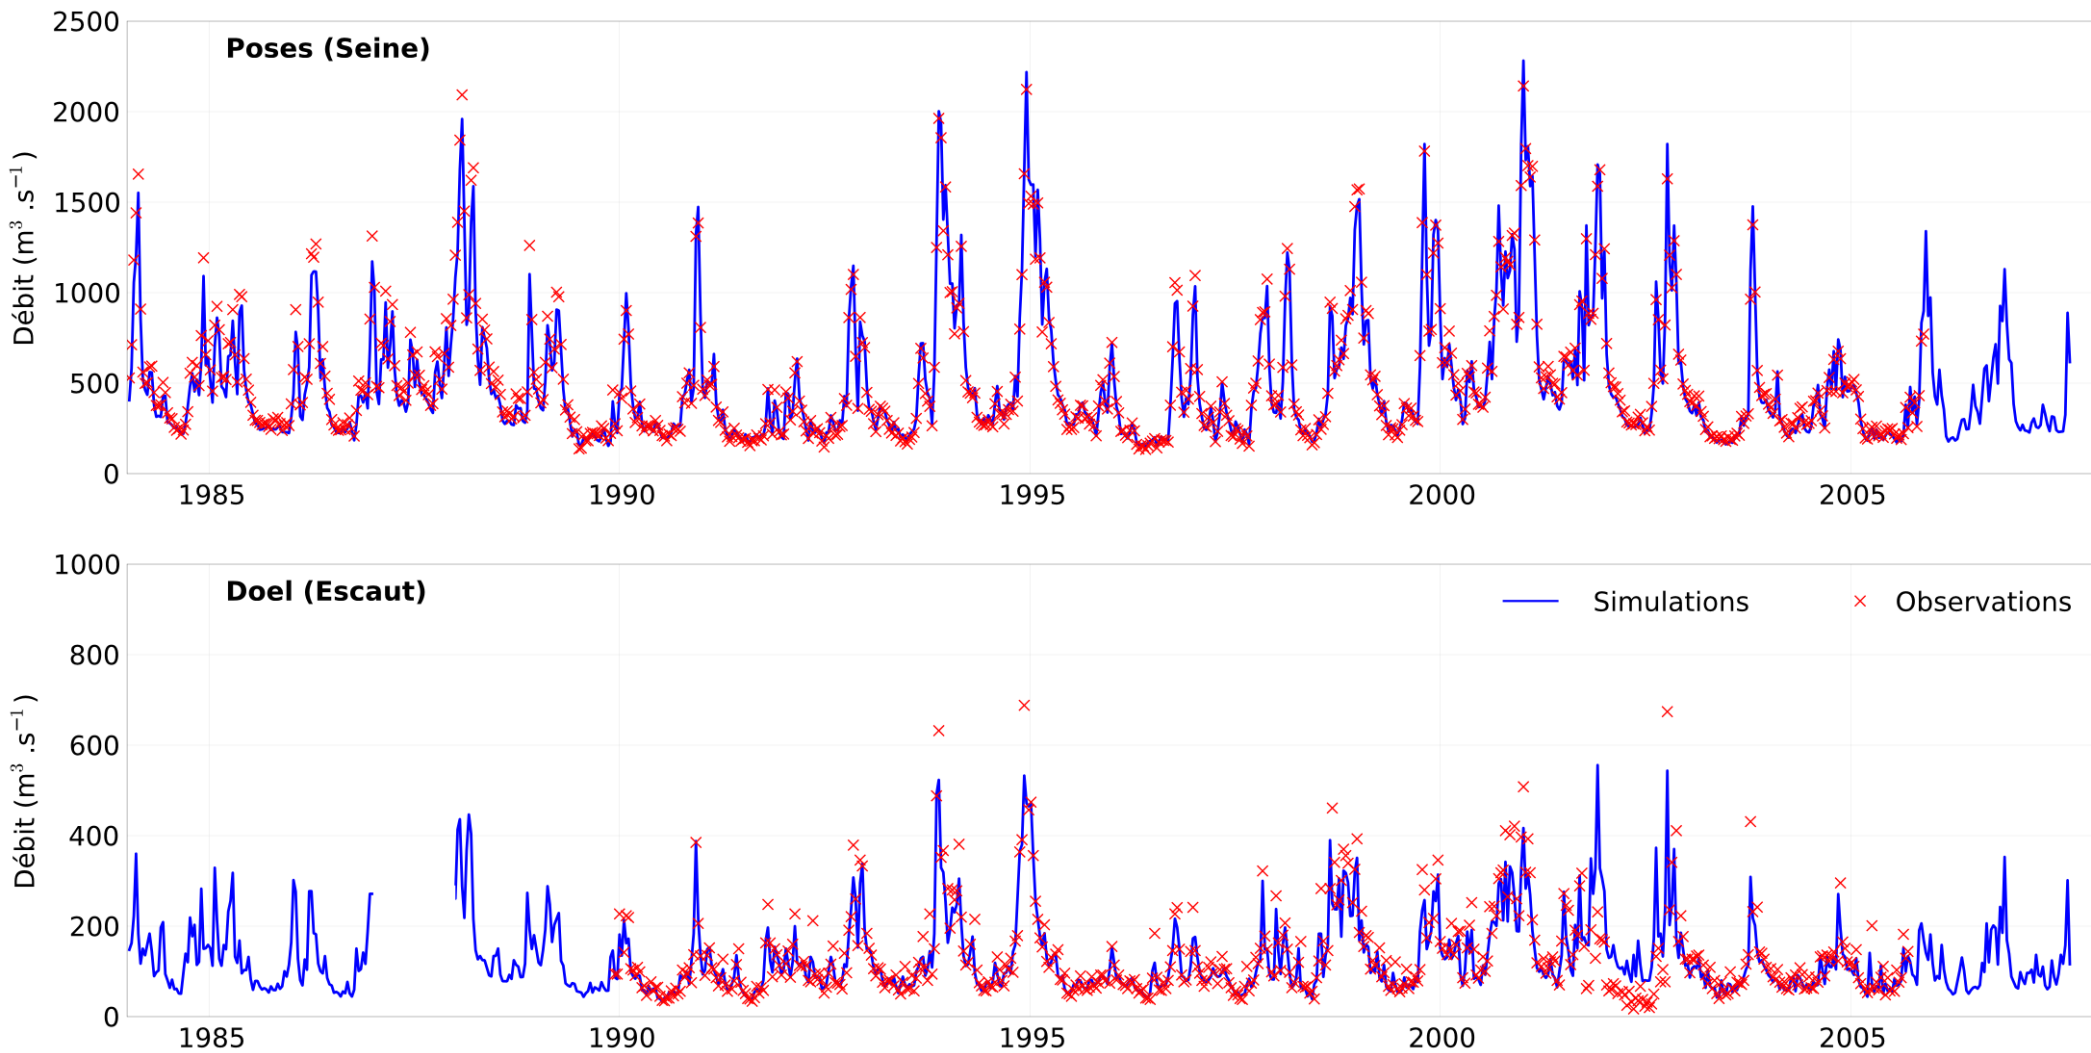 2500
Poses (Seine)
2000
1500
1000
500
0
Débit (m³ .s⁻¹)
1985 1990 1995 2000 2005
1000
Doel (Escaut)
Simulations Observations
800
600
400
200
0
Débit (m³ .s⁻¹)
1985 1990 1995 2000 2005